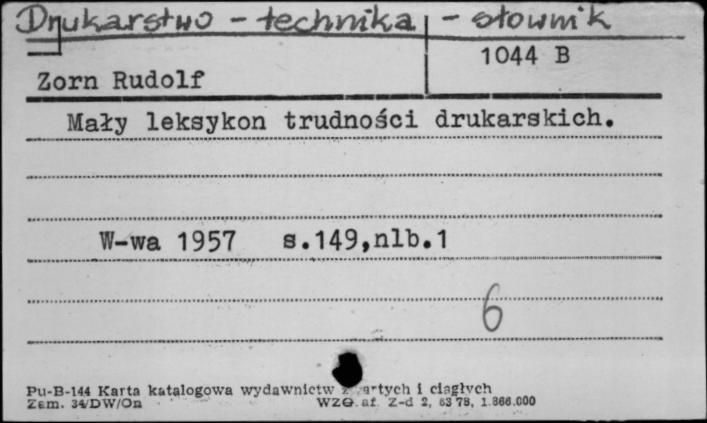 Drukarstwo - technika - słownik
1044 B
Zorn Rudolf
Mały leksykon trudności drukarskich.
W-wa 1957 s.149,nlb.1
6
Pu-B-144 Karta katalogowa wydawnictw zwartych i ciągłych
Zam. 34/DW/On WZG. af. Z-d 2, 63 78, 1.866.000